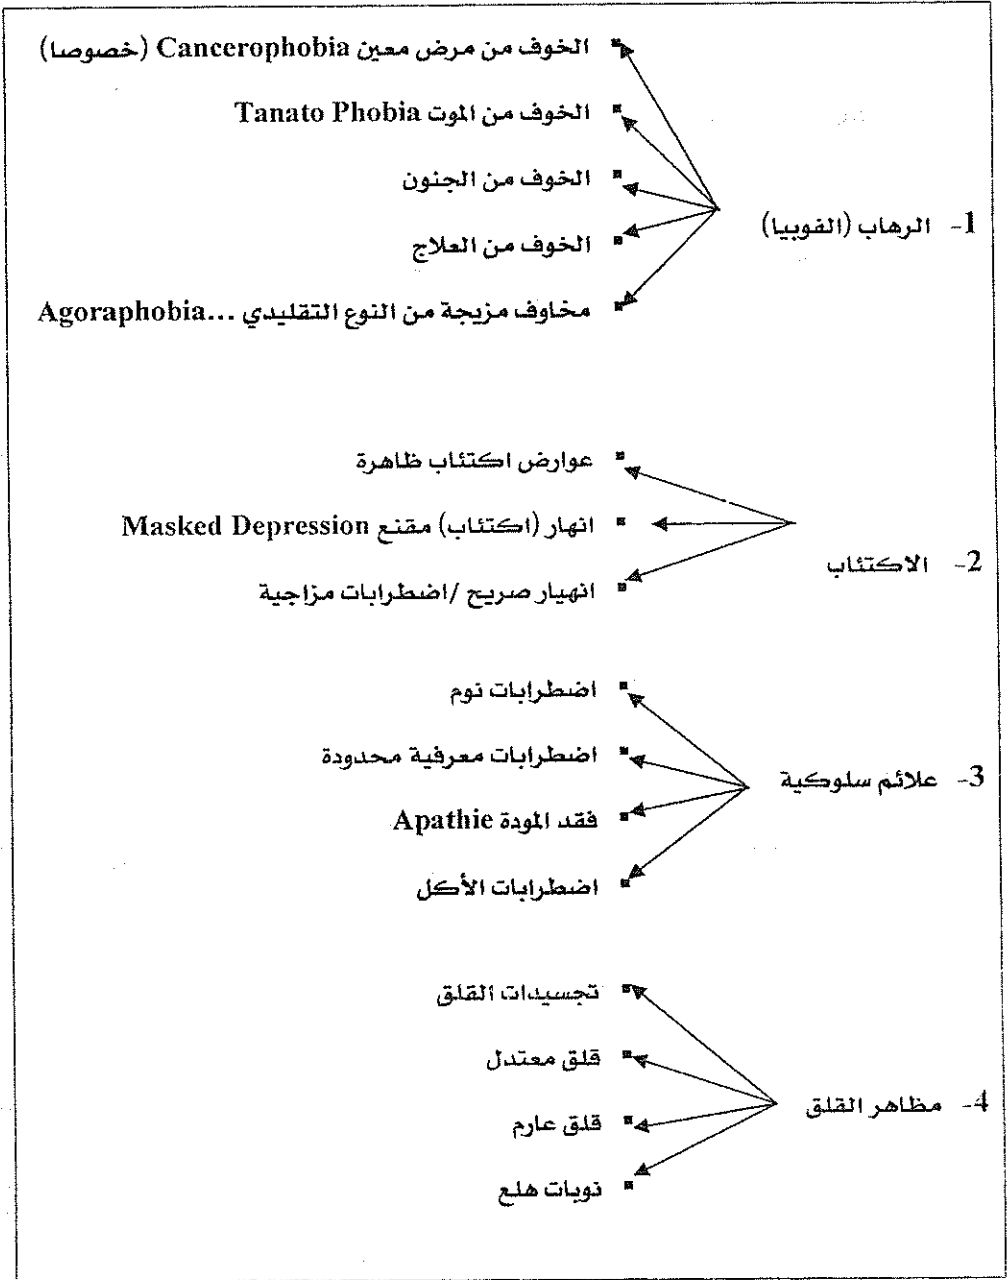 الخوف من مرض معين Cancerophobia (خصوصا)
الخوف من الموت Tanato Phobia
الخوف من الجنون
1- الرهاب (الفوبيا)
الخوف من العلاج
مخاوف مزيجة من النوع التقليدي ...Agoraphobia
عوارض اكتئاب ظاهرة
انهار (اكتئاب) مقنع Masked Depression
2- الاكتئاب
انهيار صريح /اضطرابات مزاجية
اضطرابات نوم
اضطرابات معرفية محدودة
3- علائم سلوكية
فقد المودة Apathie
اضطرابات الأكل
تجسيدات القلق
قلق معتدل
4- مظاهر القلق
قلق عارم
نوبات هلع